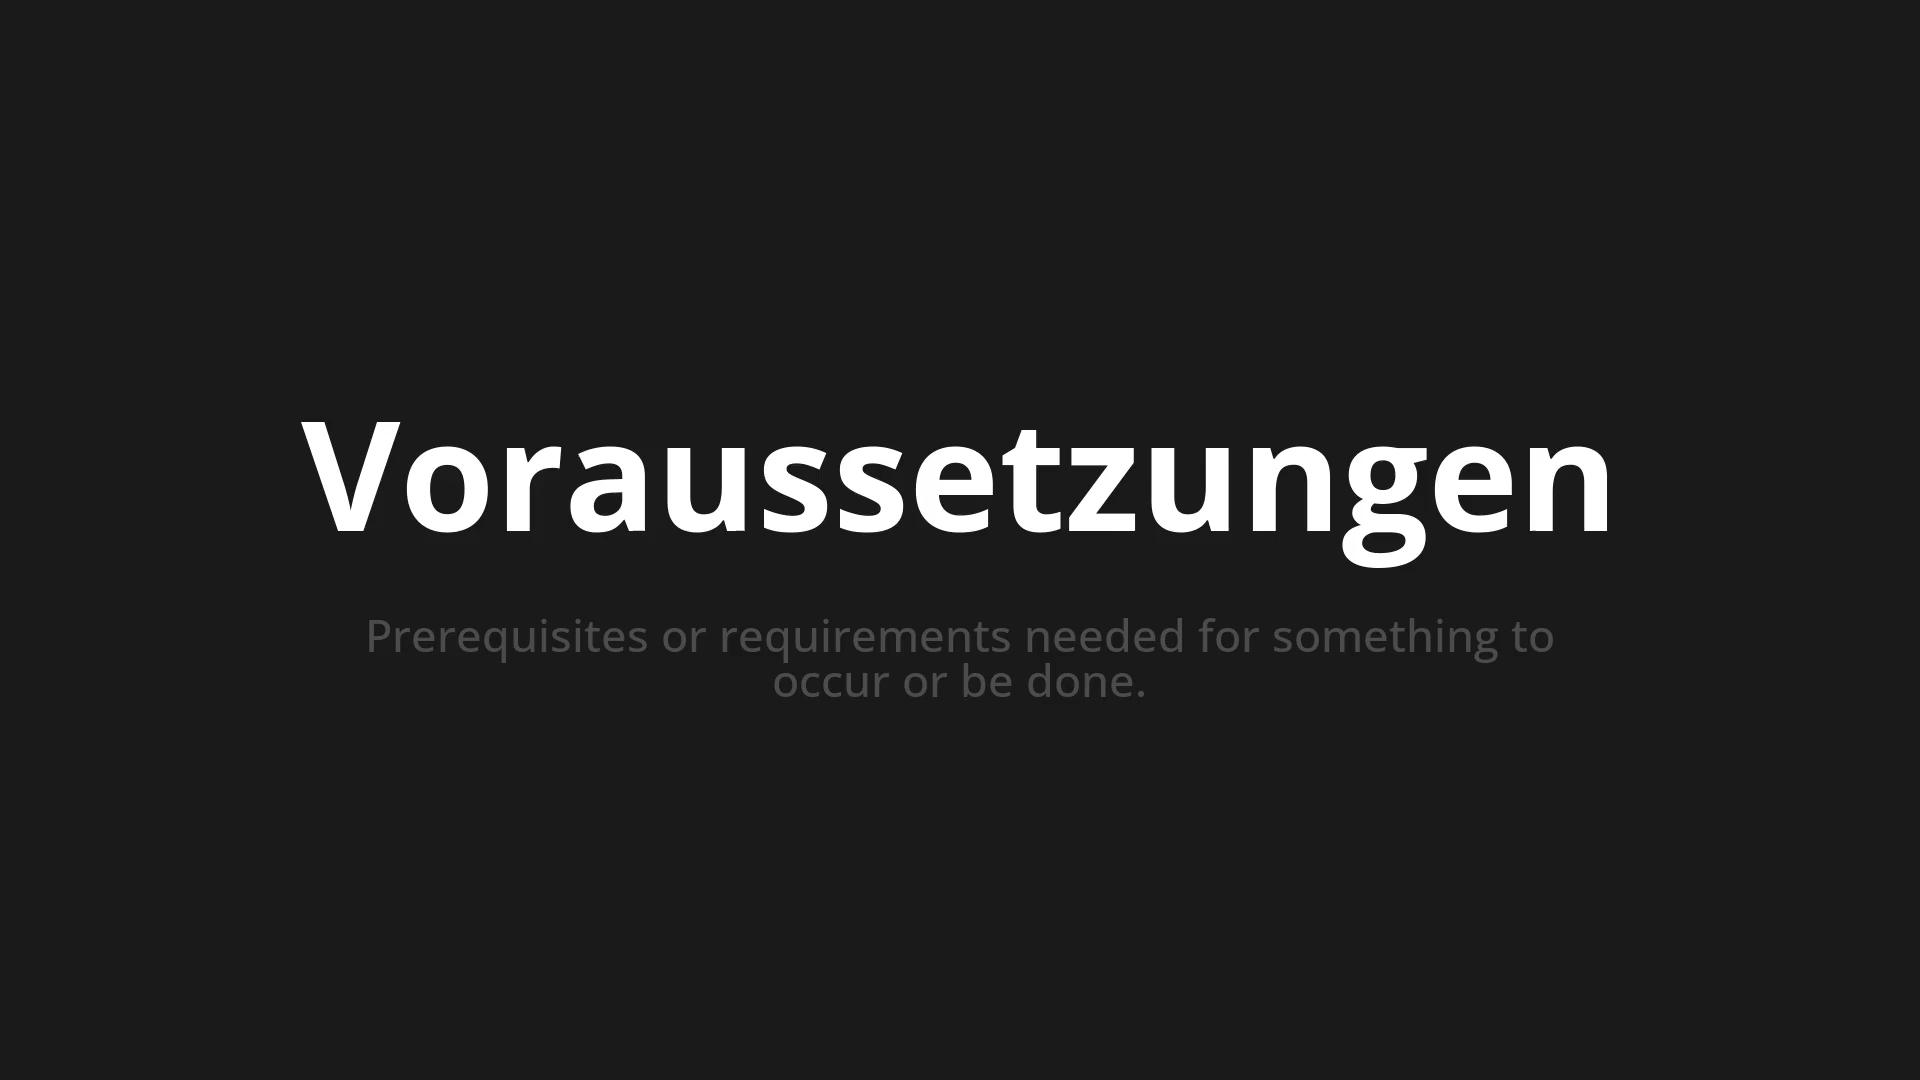 Voraussetzungen
Prerequisites or requirements needed for something to
occur or be done.